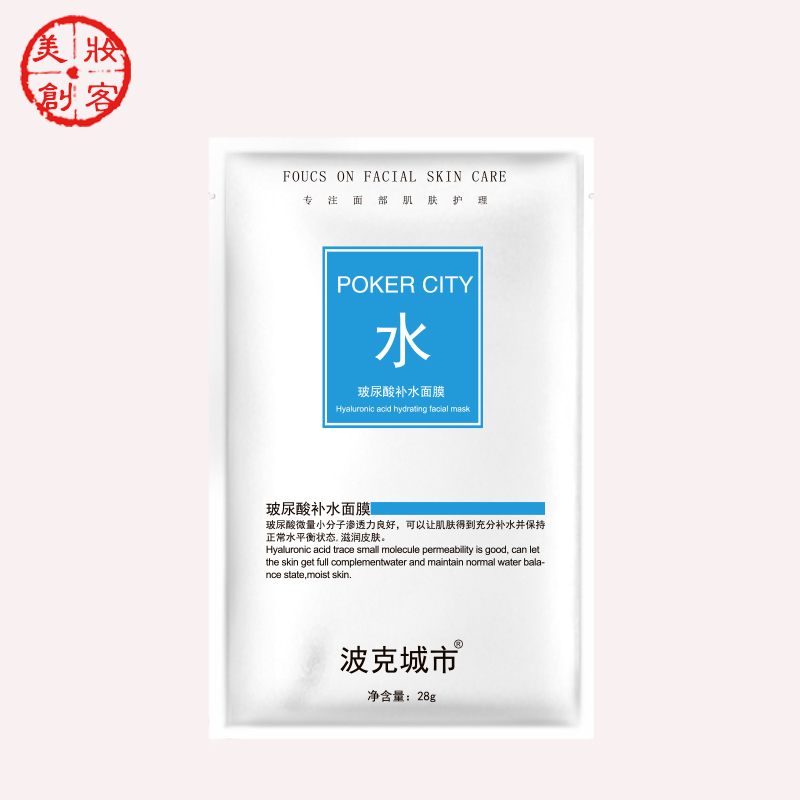 美妝
創客
FOUCS ON FACIAL SKIN CARE
专注面部肌肤护理
POKER CITY
水
玻尿酸补水面膜
Hyaluronic acid hydrating facial mask
玻尿酸补水面膜
玻尿酸微量小分子渗透力良好，可以让肌肤得到充分补水并保持
正常水平衡状态,滋润皮肤。
Hyaluronic acid trace small molecule permeability is good, can let
the skin get full complementwater and maintain normal water bala-
nce state,moist skin.
波克城市®
净含量：28g